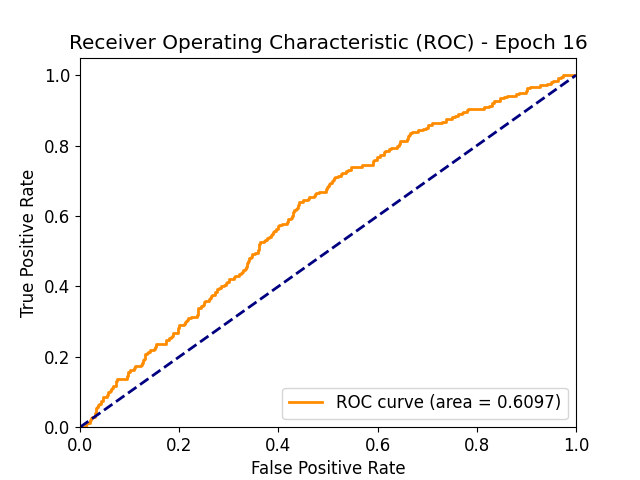 Receiver Operating Characteristic (ROC) - Epoch 16
True Positive Rate
1.0
0.8
0.6
0.4
0.2
0.0
ROC curve (area = 0.6097)
0.0 0.2 0.4 0.6 0.8 1.0
False Positive Rate